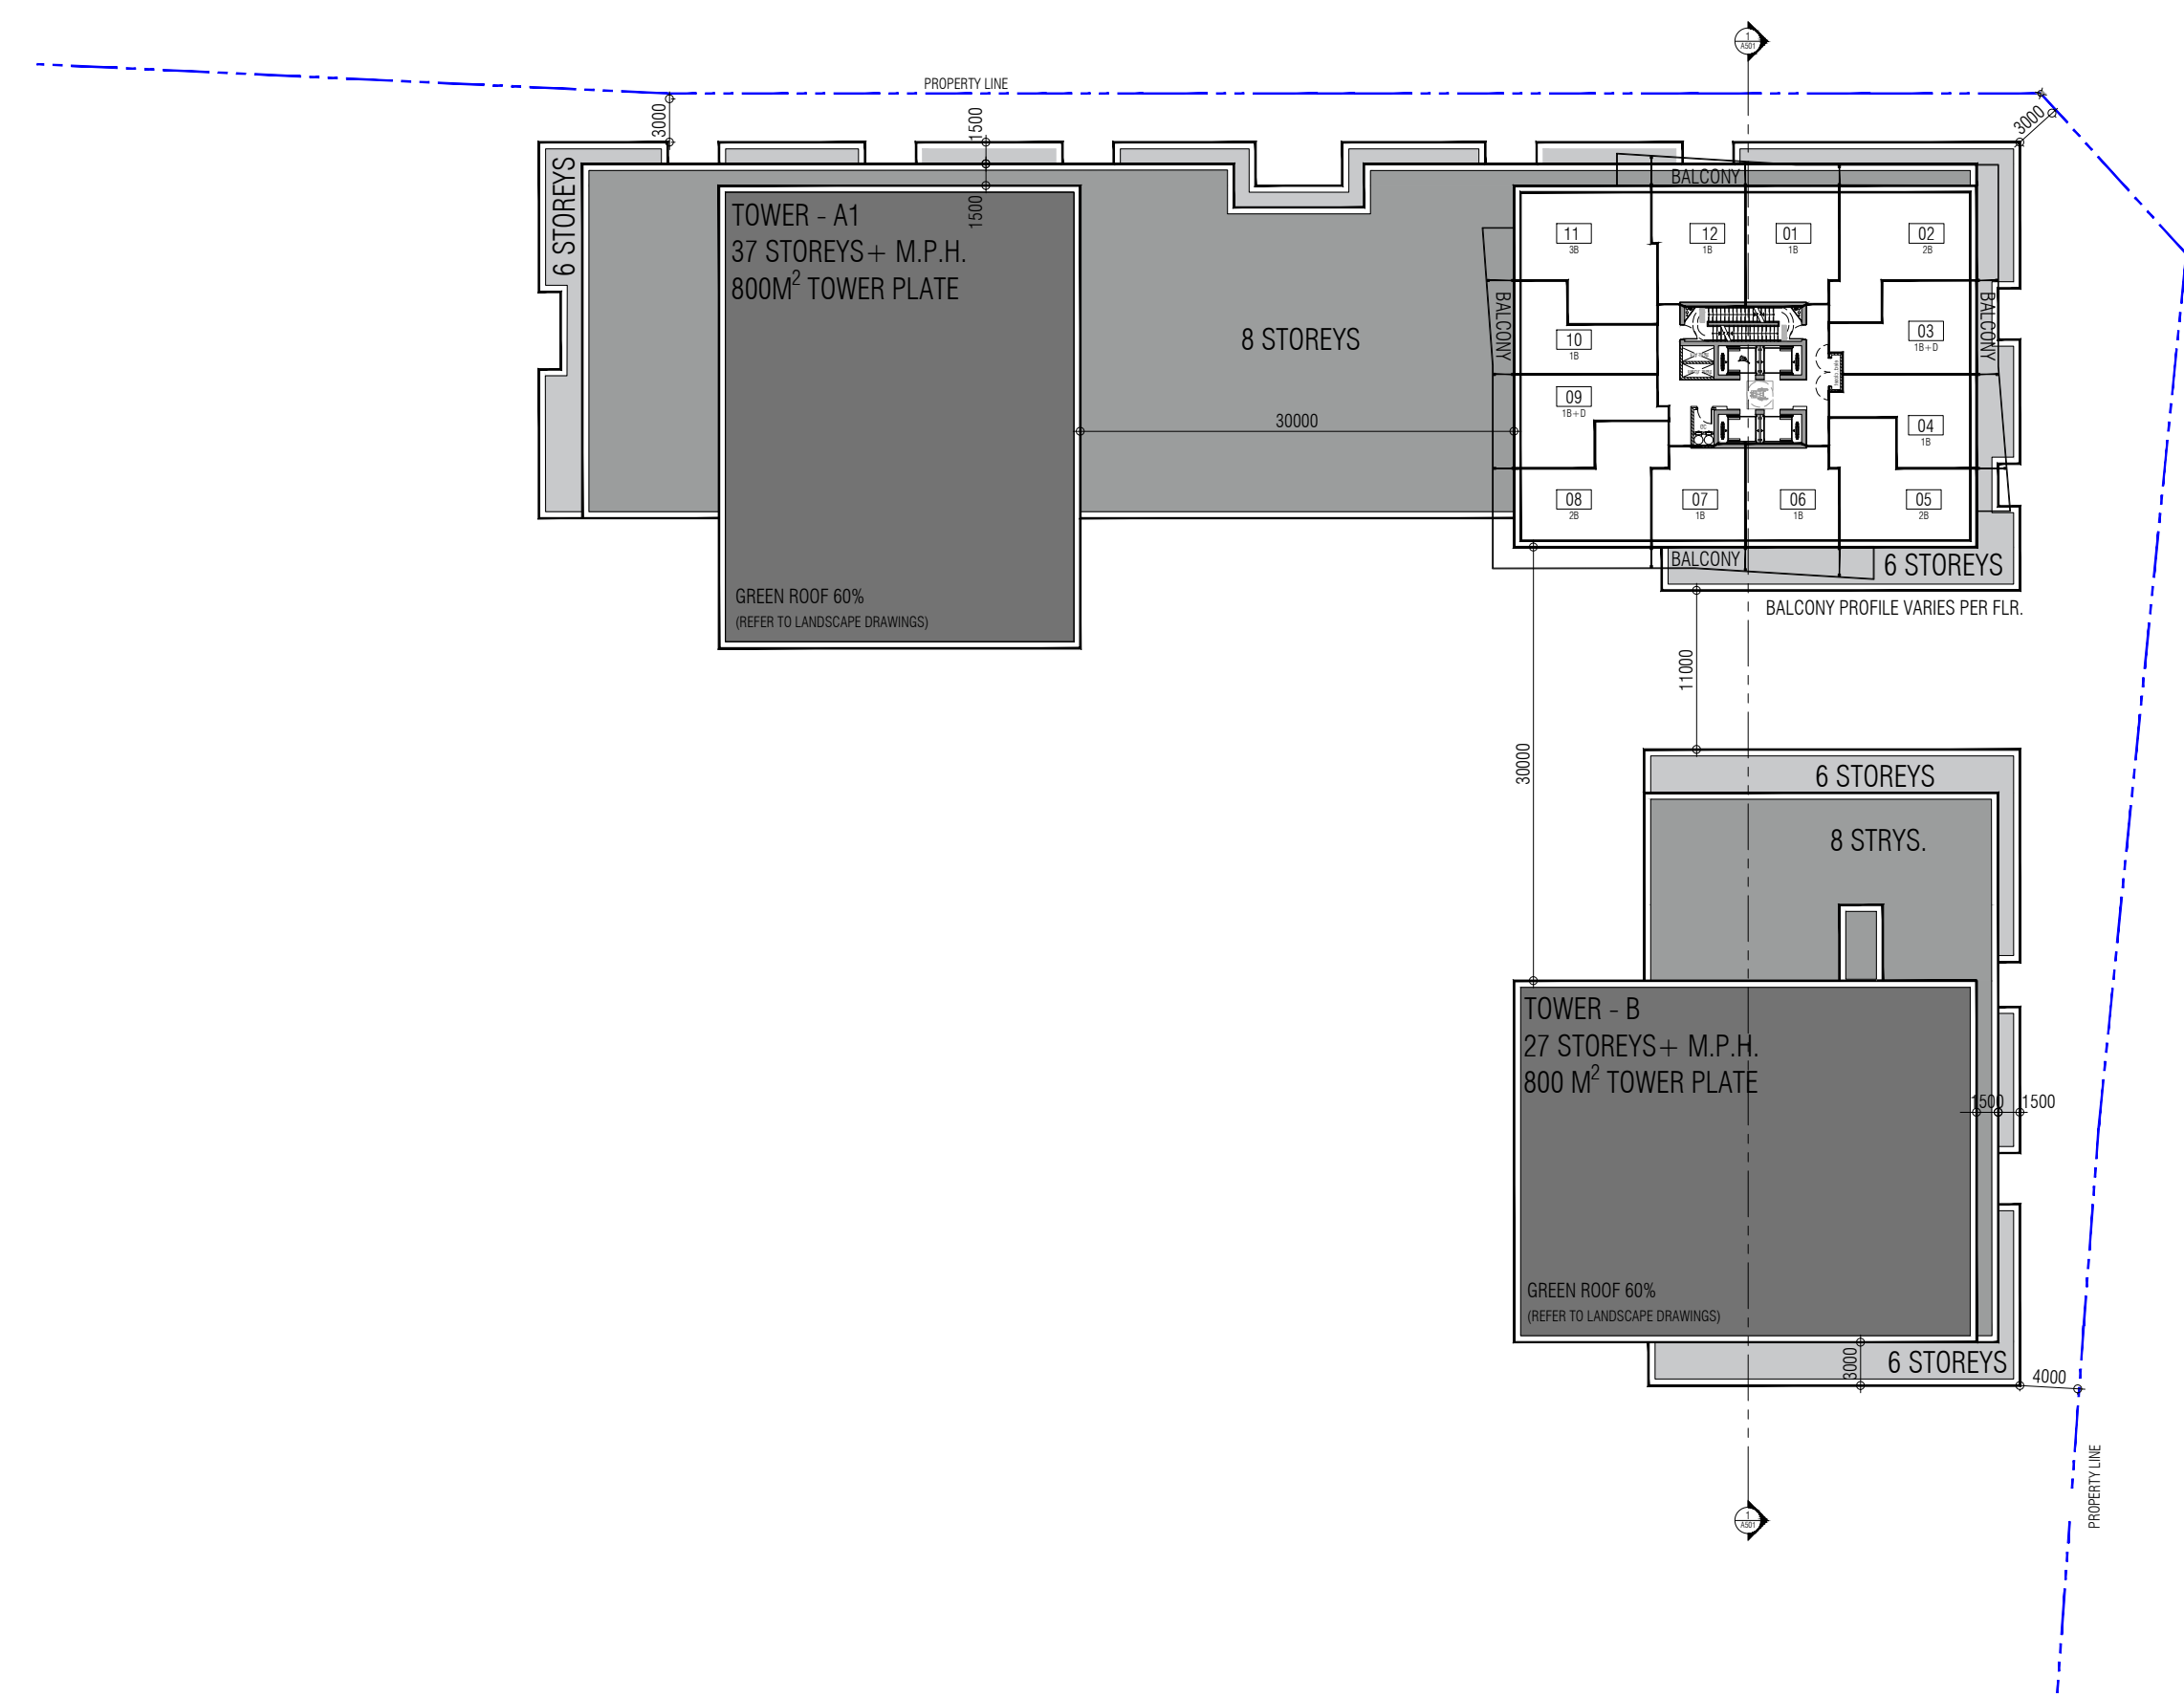 1
A501
PROPERTY LINE
3000
1500
3000
6 STOREYS
1500
BALCONY
TOWER - A1
37 STOREYS+ M.P.H.
800M2 TOWER PLATE
11
3B
12
1B
01
1B
02
2B
BALCONY
BALCONY
8 STOREYS
10
1B
03
1B+D
09
1B+D
04
1B
30000
08
2B
07
1B
06
1B
05
2B
BALCONY
6 STOREYS
GREEN ROOF 60%
(REFER TO LANDSCAPE DRAWINGS)
BALCONY PROFILE VARIES PER FLR.
11000
30000
6 STOREYS
8 STRYS.
TOWER - B
27 STOREYS+ M.P.H.
800 M2 TOWER PLATE
1500
1500
GREEN ROOF 60%
(REFER TO LANDSCAPE DRAWINGS)
3000
6 STOREYS
4000
PROPERTY LINE
1
A501